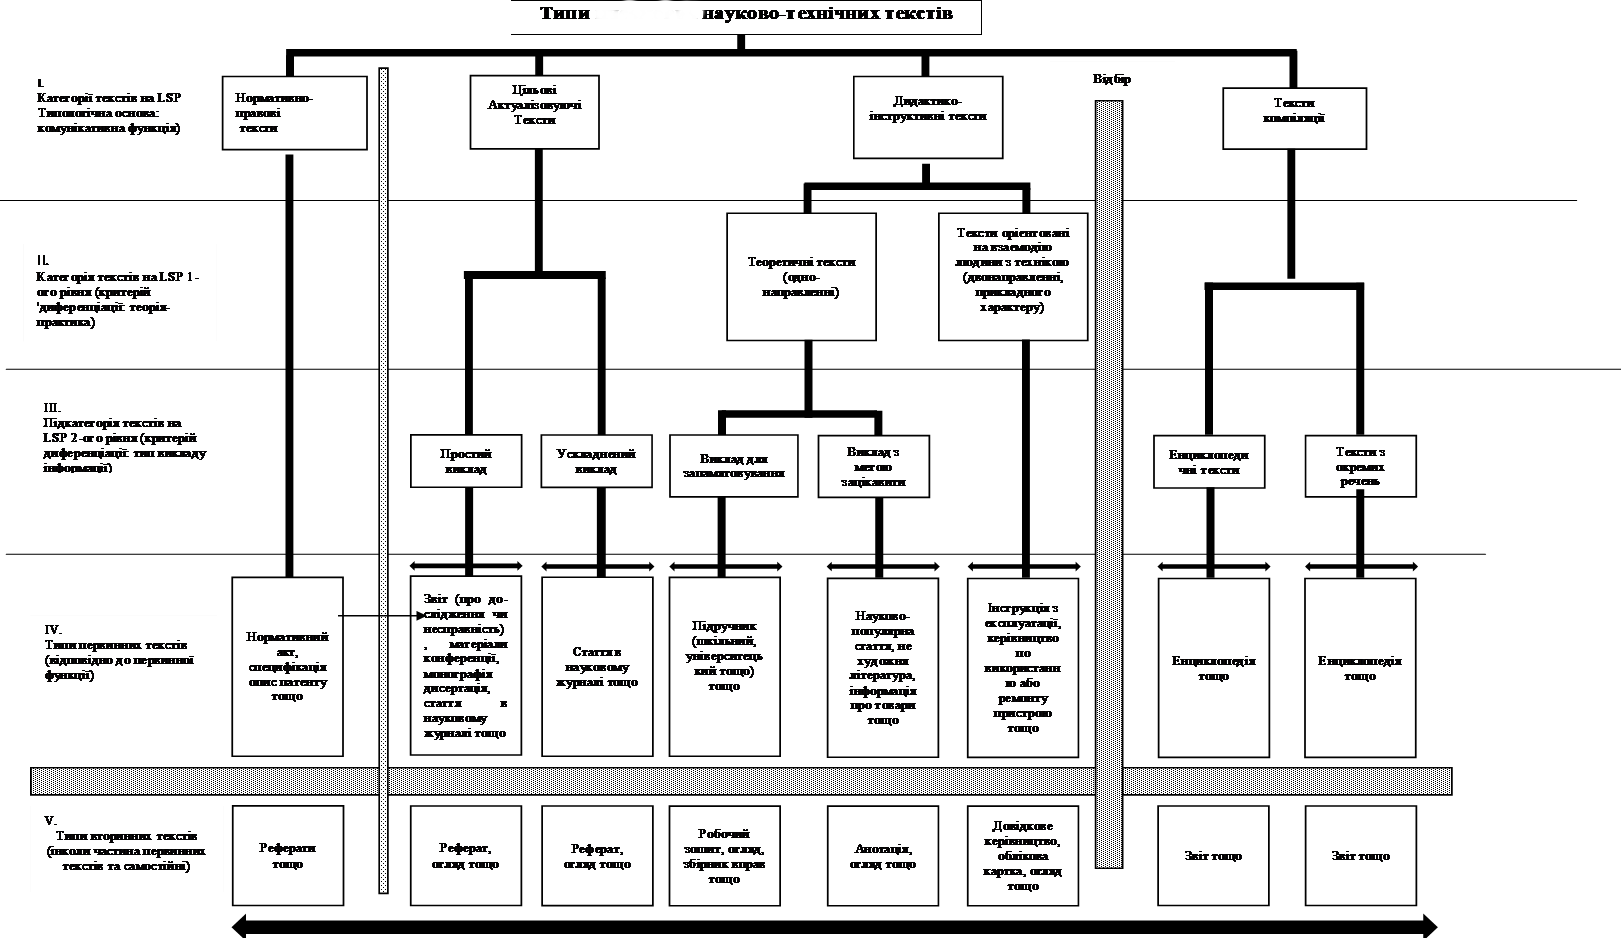 Типи науково-технічних текстів
I.
Категорії текстів на LSP
Типологічна основа:
комунікативна функція)
Нормативно-
правові
тексти
Цільові
Актуалізовуючі
Тексти
Дидактико-
інструктивні тексти
Відбір
Тексти
компіляції
II.
Категорія текстів на LSP 1-
ого рівня (критерій
'диференціації: теорія-
практика)
Теоретичні тексти
(одно-
направленні)
Тексти орієнтовані
на взаємодію
людини з технікою
(двонаправленні,
прикладного
характеру)
III.
Підкатегорія текстів на
LSP 2-ого рівня (критерій
диференціації: тип викладу
інформації)
Простий
виклад
Ускладнений
виклад
Виклад для
запамятовування
Виклад з
метою
зацікавити
Енциклопеди
чні тексти
Тексти з
окремих
речень
IV.
Типи первинних текстів
(відповідно до первинної
функції)
Нормативний
акт,
специфікація
опис патенту
тощо
Звіт (про до-
слідження чи
несправність)
, матеріали
конференції,
монографія
дисертація,
стаття в
науковому
журналі тощо
Стаття в
науковому
журналі тощо
Підручник
(шкільний,
університець
кий тощо)
тощо
Науково-
популярна
стаття, не
художня
література,
інформація
про товари
тощо
Інструкція з
експлуатації,
керівництво
по
використанн
ю або
ремонту
пристрою
тощо
Енциклопедія
тощо
Енциклопедія
тощо
V.
Типи вторинних текстів
(інколи частина первинних
текстів та самостійні)
Реферати
тощо
Реферат,
огляд тощо
Реферат,
огляд тощо
Робочий
зошит, огляд,
збірник вправ
тощо
Анотація,
огляд тощо
Довідкове
керівництво,
облікова
картка, огляд
тощо
Звіт тощо
Звіт тощо